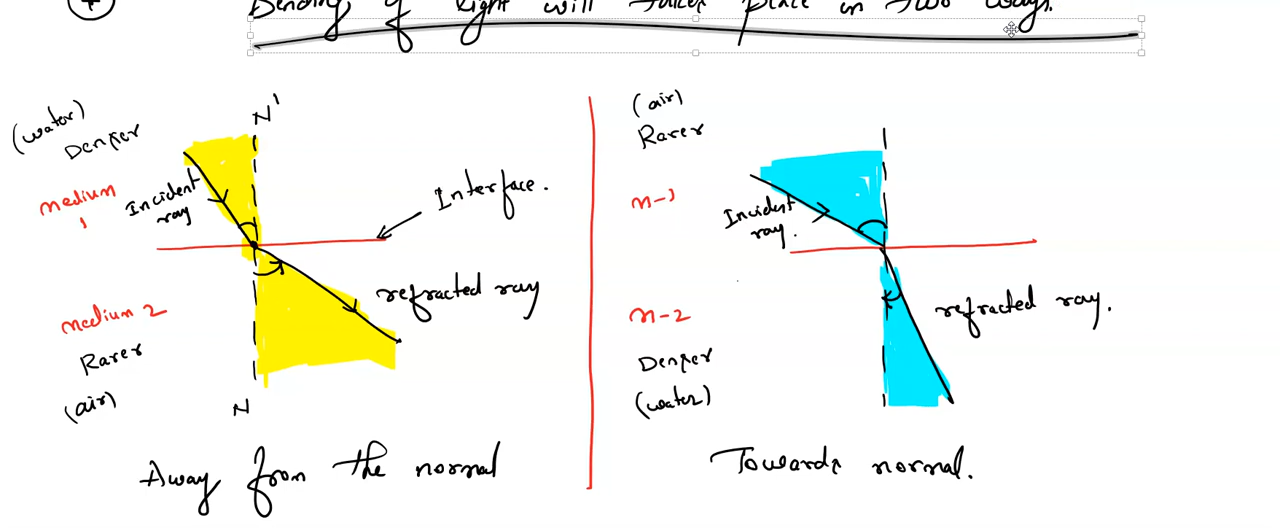 Bending of light will takes place in two ways.
(water)
Denser
N'
medium
1
Incident
ray
Interface.
medium 2
Rarer
(air)
refracted ray
N
Away from the normal
(air)
Rarer
m-1
Incident
ray.
m-2
Denser
(water)
refracted ray.
Towards normal.